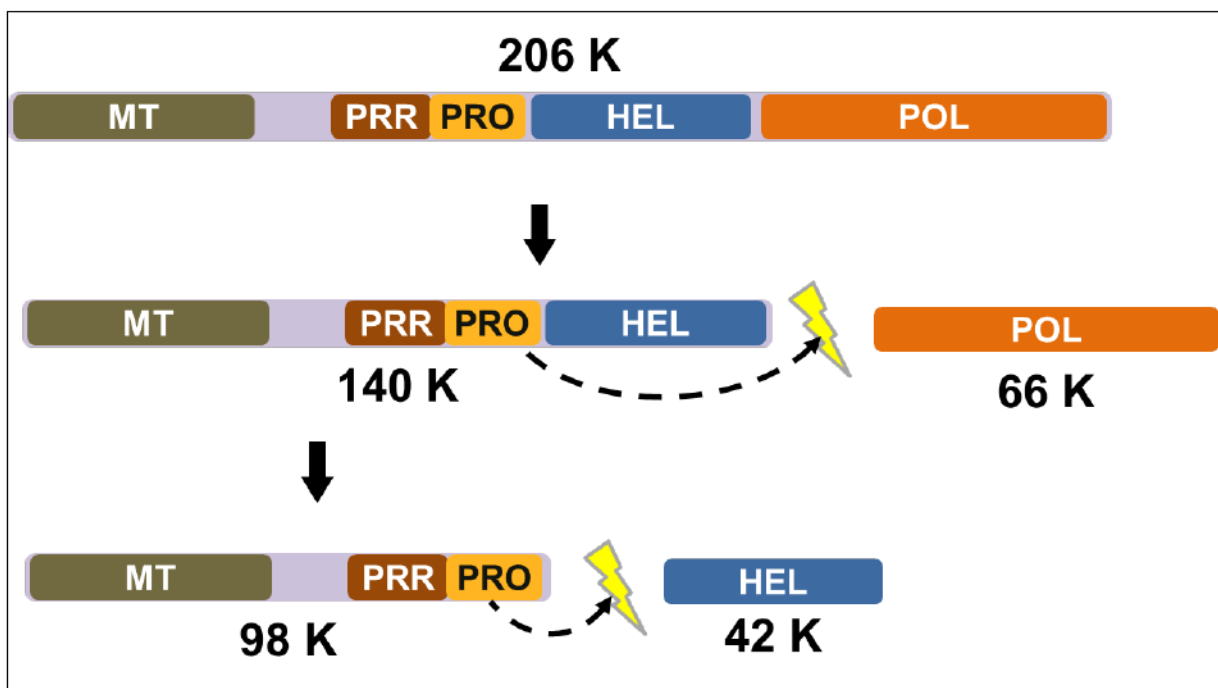 206 K
MT PRR PRO HEL POL
MT PRR PRO HEL POL
140 K 66 K
MT PRR PRO HEL
98 K 42 K